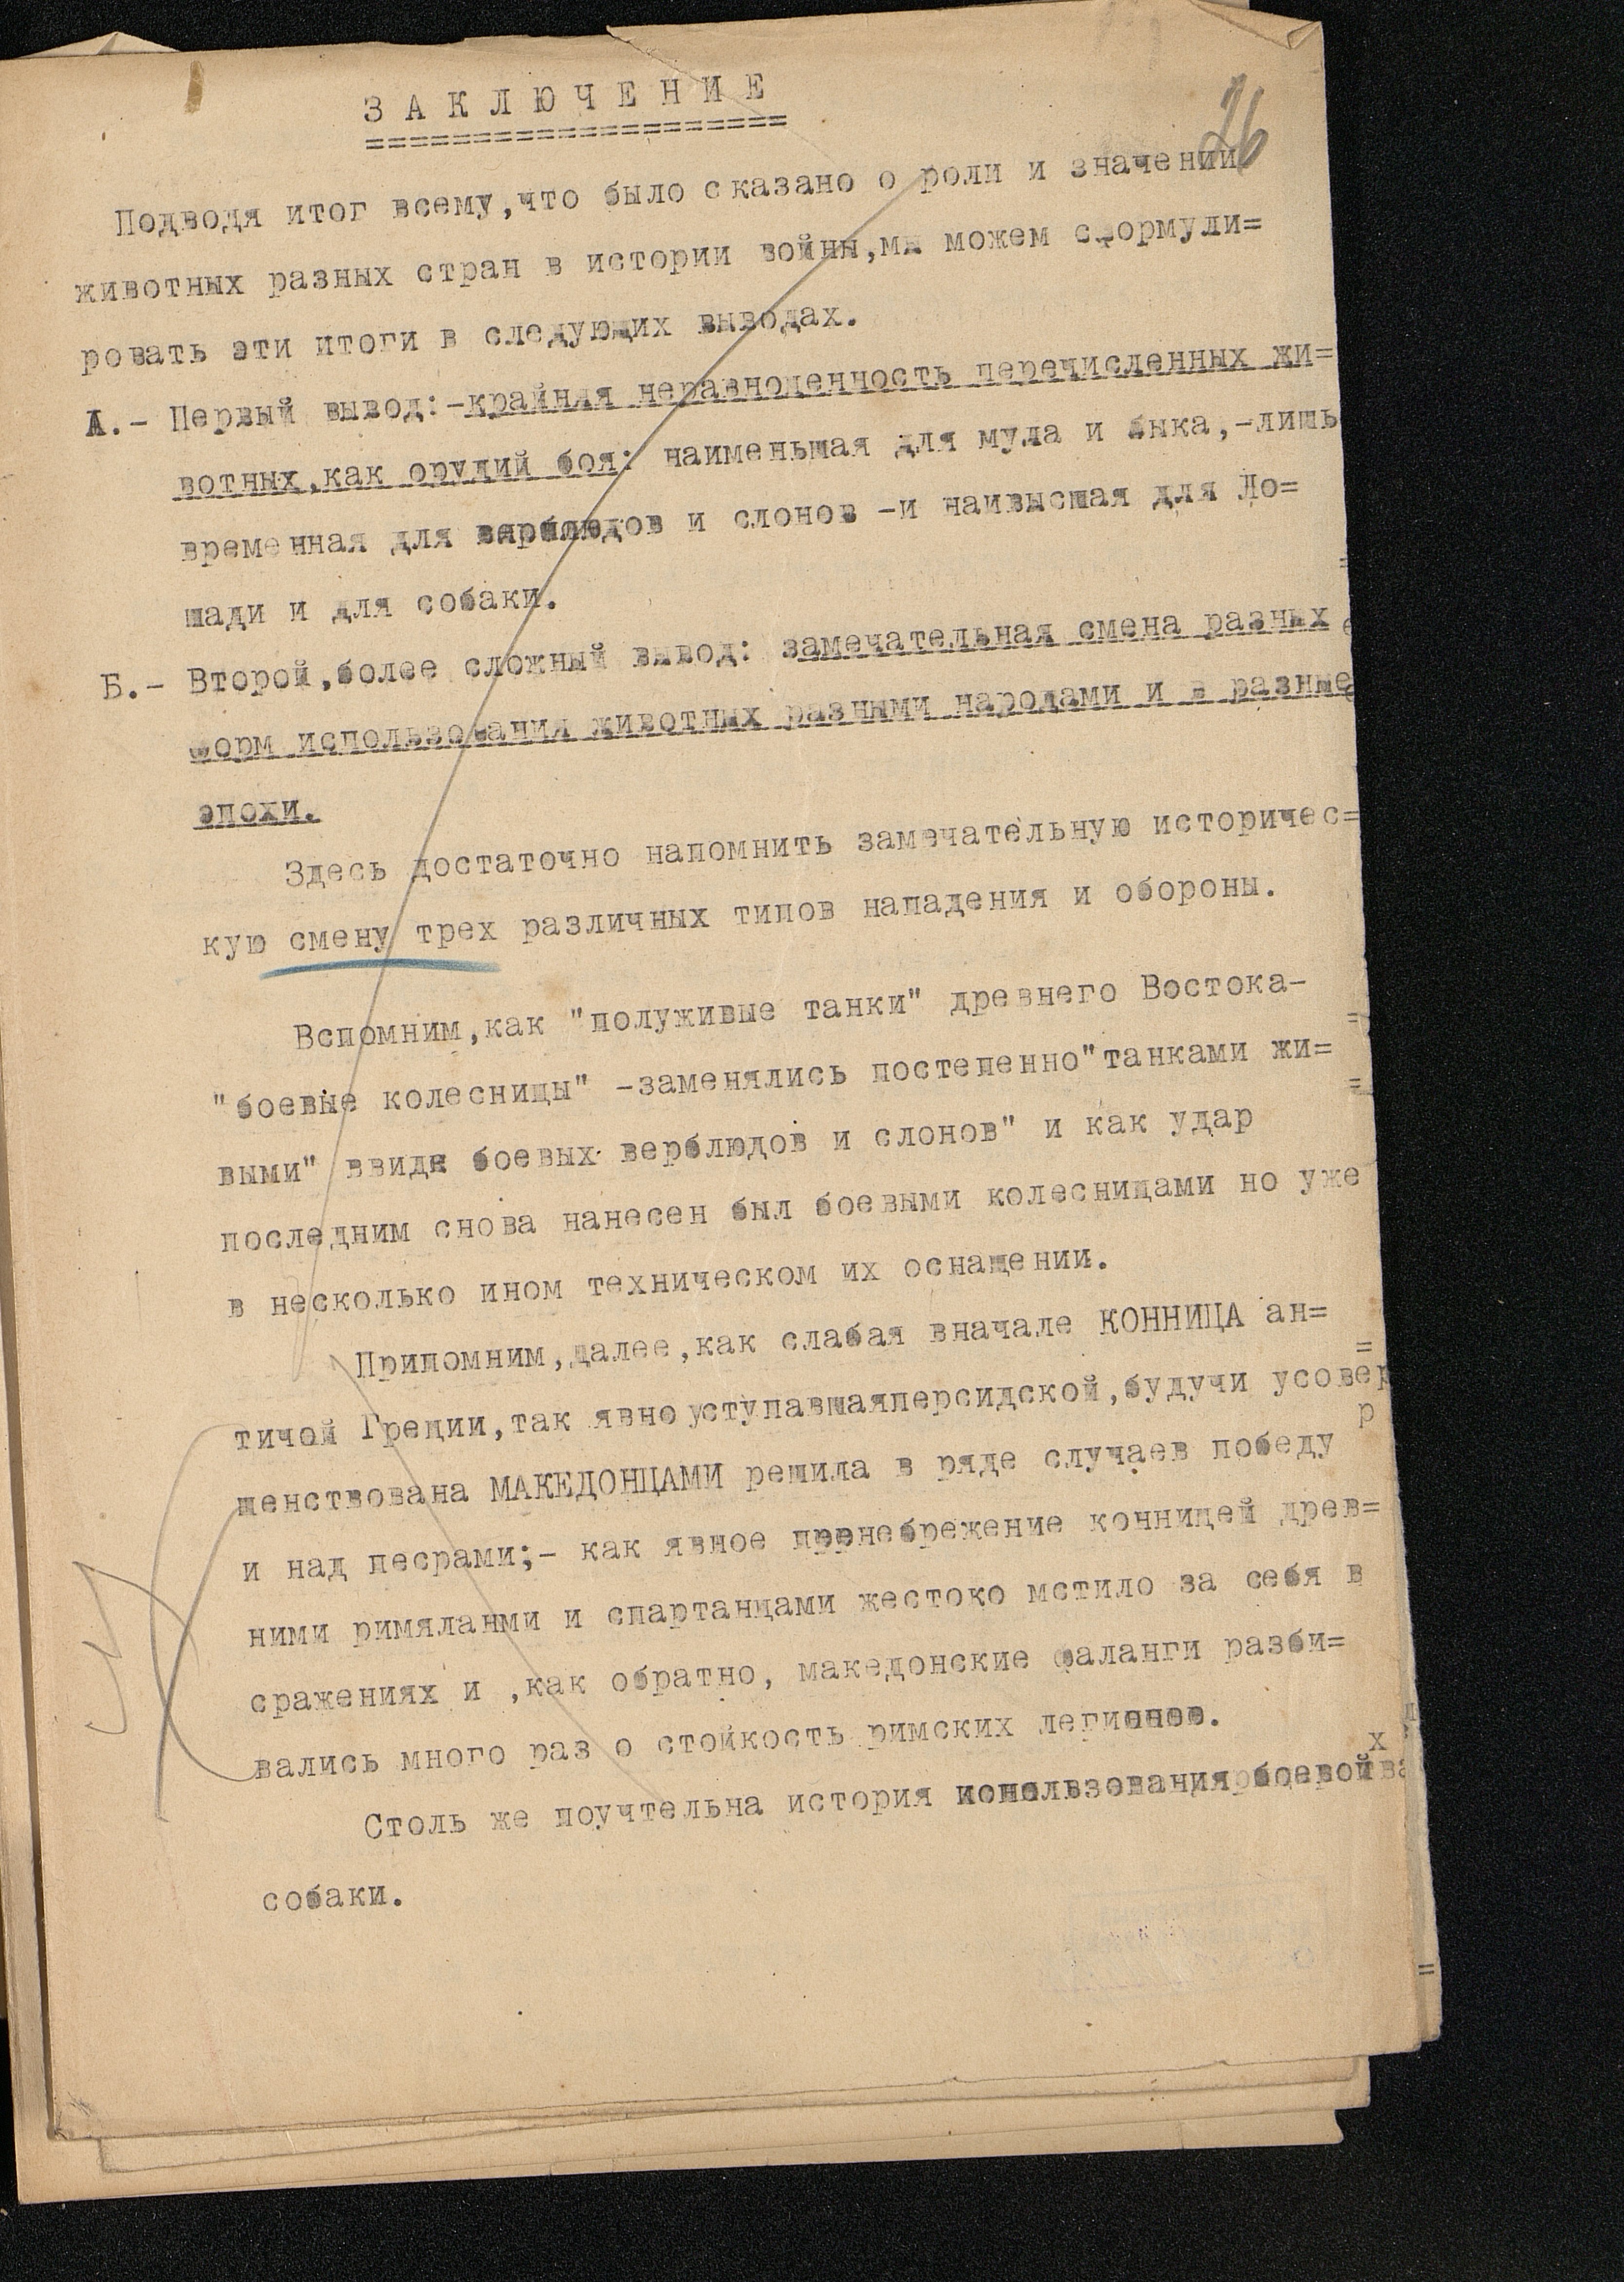 ЗАКЛЮЧЕНИЕ
====================
26
Подводя итог всему,что было сказано о роли и значении
животных разных стран в истории войны,мы можем сформули=
ровать эти итоги в следующих выводах.
А.- Первый вывод:-крайняя неравноценность перечисленных жи=
вотных,как орудий боя: наименьшая для мула и быка,-лишь
временная для верблюдов и слонов -и наивысшая для Ло=
шади и для собаки.
Б.- Второй,более сложный вывод: замечательная смена разных
форм использования животных разными народами и в разные
эпохи.
Здесь достаточно напомнить замечательную историчес=
кую смену трех различных типов нападения и обороны.
Вспомним,как "полуживые танки" древнего Востока-
"боевые колесницы" -заменялись постепенно"танками жи=
выми" ввиде боевых верблюдов и слонов" и как удар
последним снова нанесен был боевыми колесницами но уже
в несколько ином техническом их оснащении.
Припомним,далее,как слабая вначале КОННИЦА ан=
тичой Греции,так явно уступавшаяперсидской,будучи усовер
шенствована МАКЕДОНЦАМИ решила в ряде случаев победу
и над песрами;- как явное пренебрежение конницей древ=
ними римяланми и спартанцами жестоко мстило за себя в
сражениях и ,как обратно, македонские фаланги разби=
вались много раз о стойкость римских легионов.
Столь же поучтельна история использования боевой
собаки.